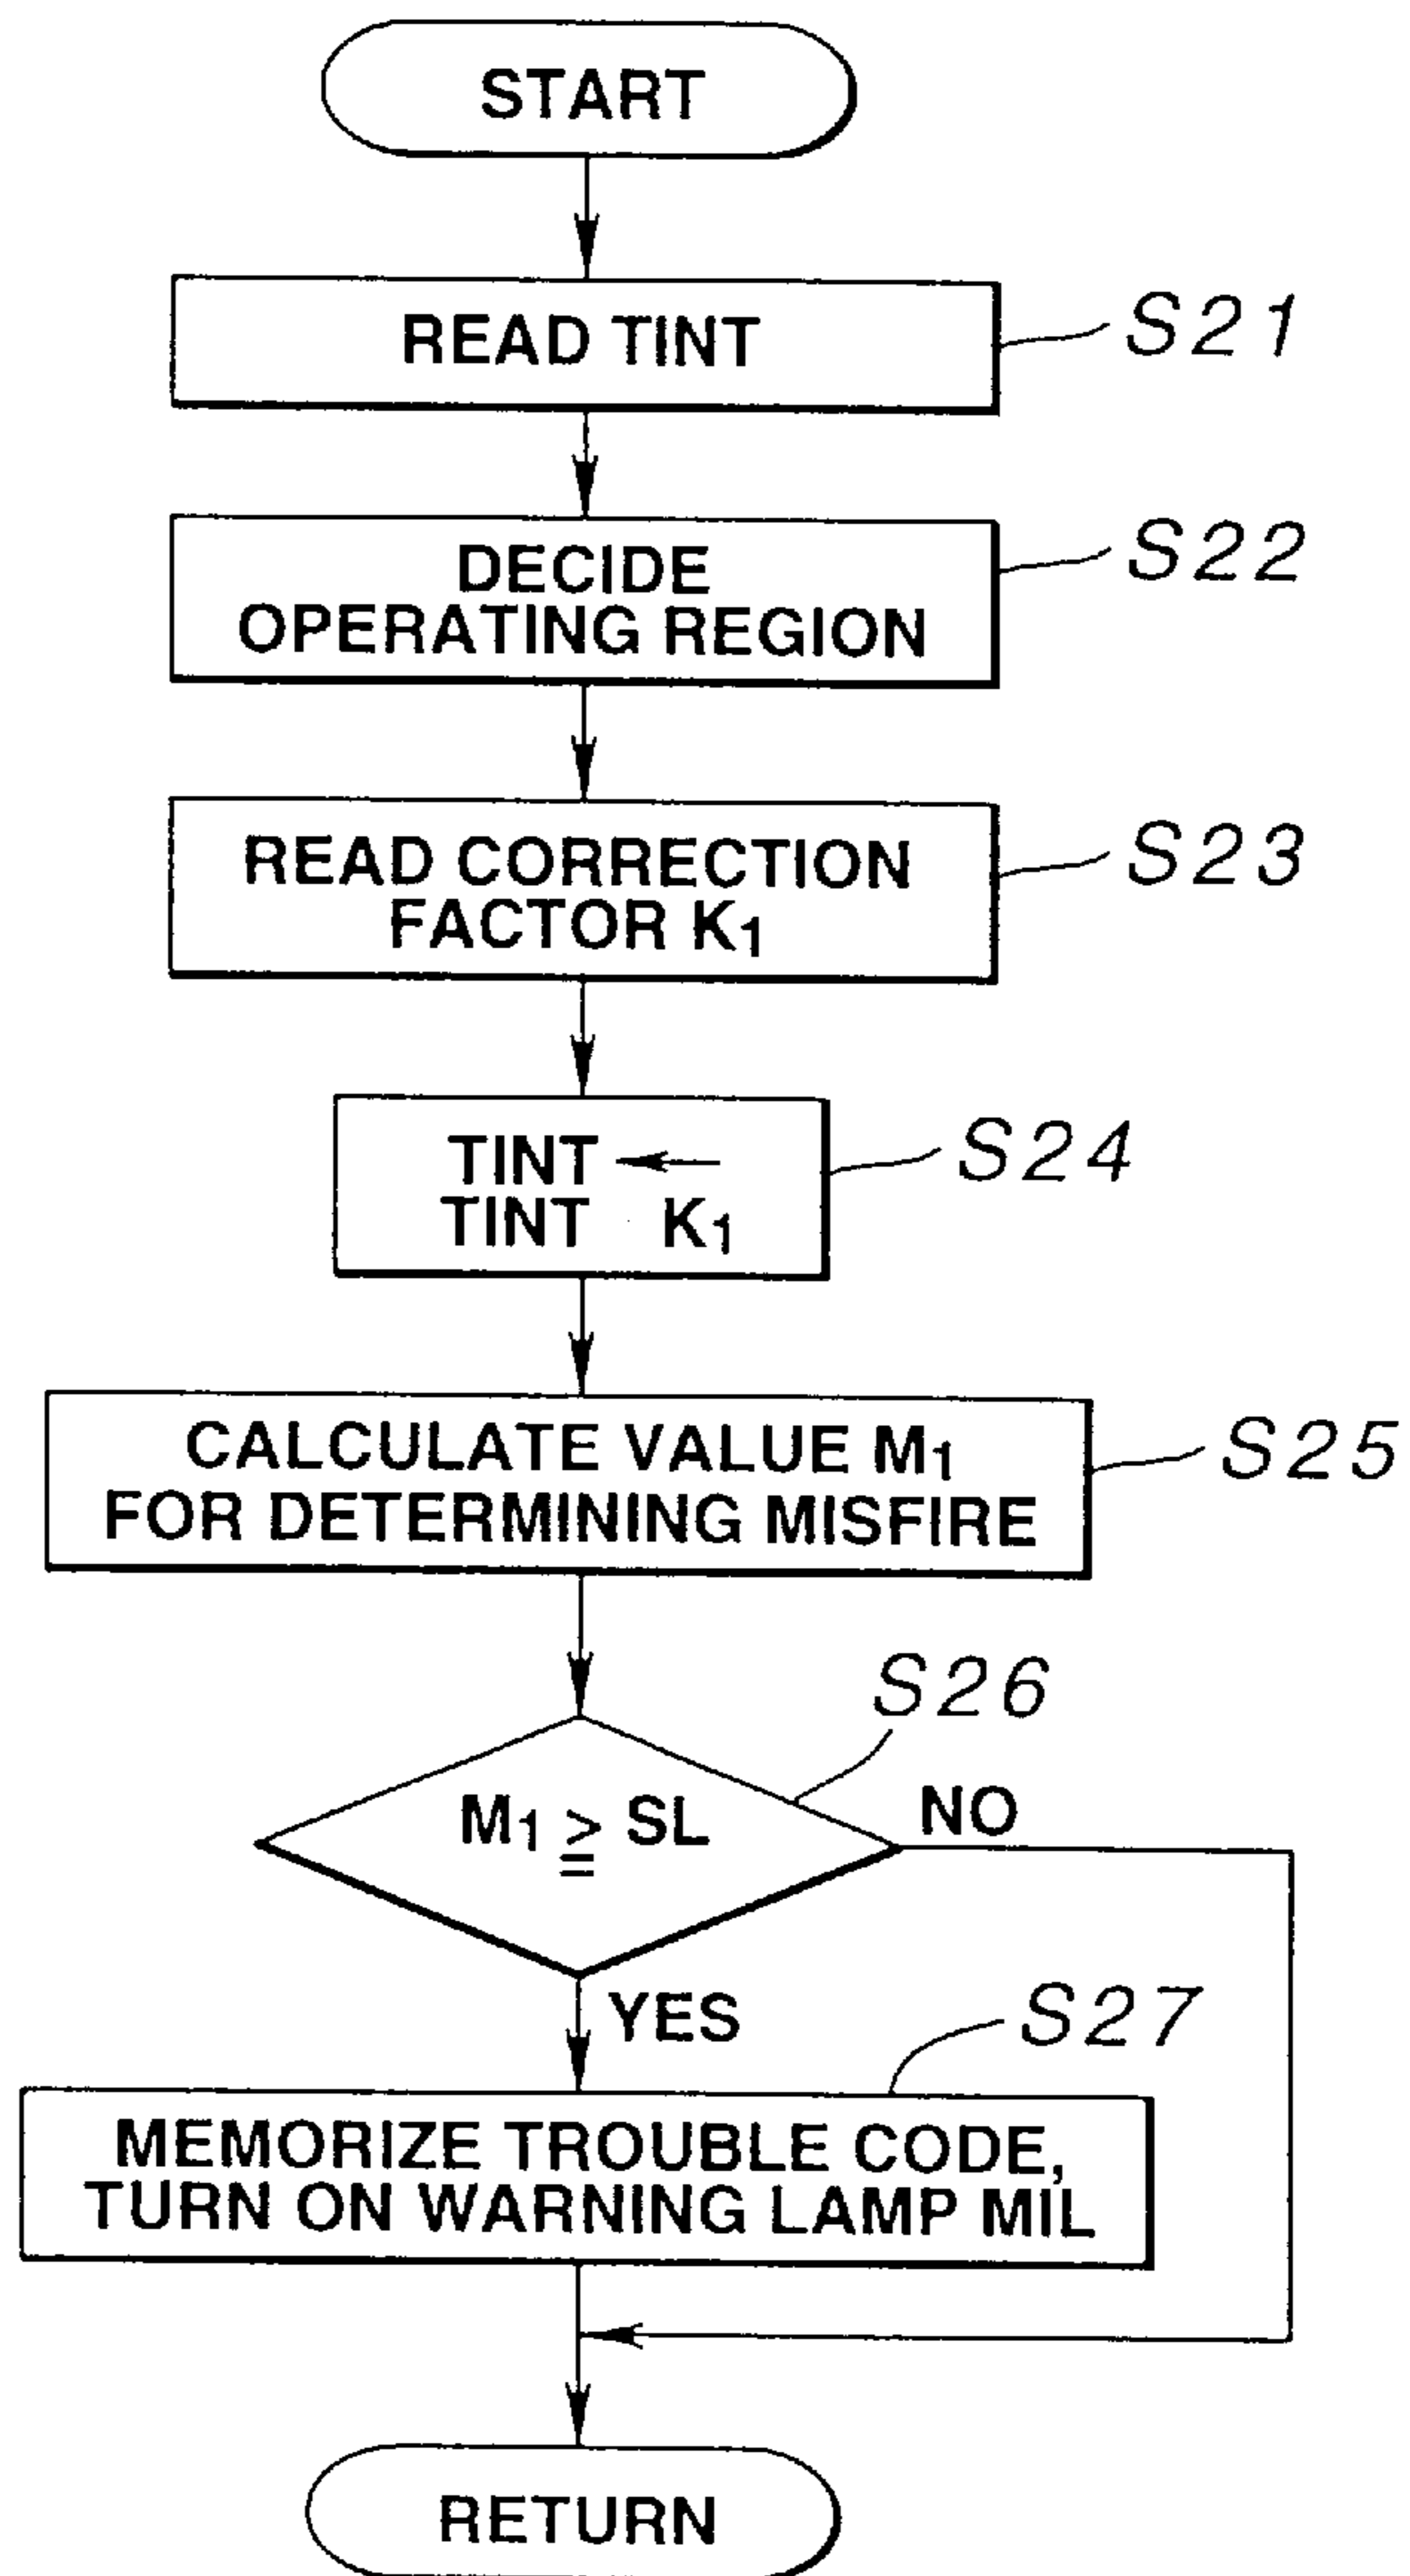 START
READ TINT
S21
DECIDE
OPERATING REGION
S22
READ CORRECTION
FACTOR K1
S23
TINT ←
TINT K1
S24
CALCULATE VALUE M1
FOR DETERMINING MISFIRE
S25
S26
M1 ≧ SL
NO
YES
S27
MEMORIZE TROUBLE CODE,
TURN ON WARNING LAMP MIL
RETURN